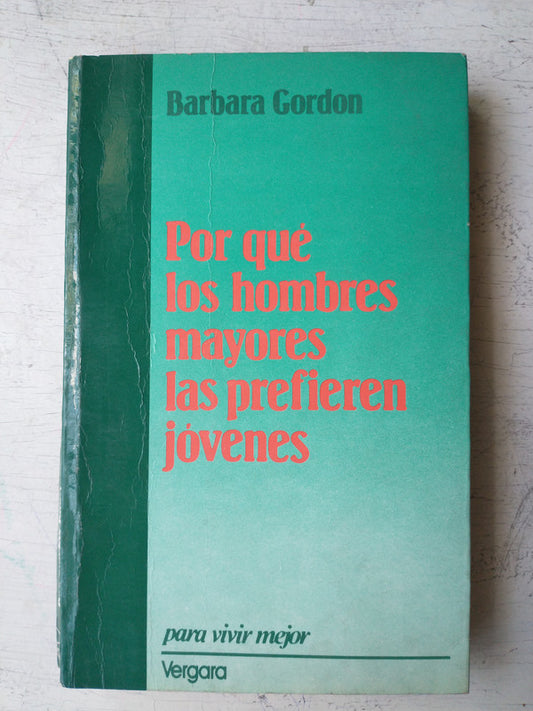 Barbara Gordon
Por qué
los hombres
mayores
las prefieren
jóvenes
para vivir mejor
Vergara